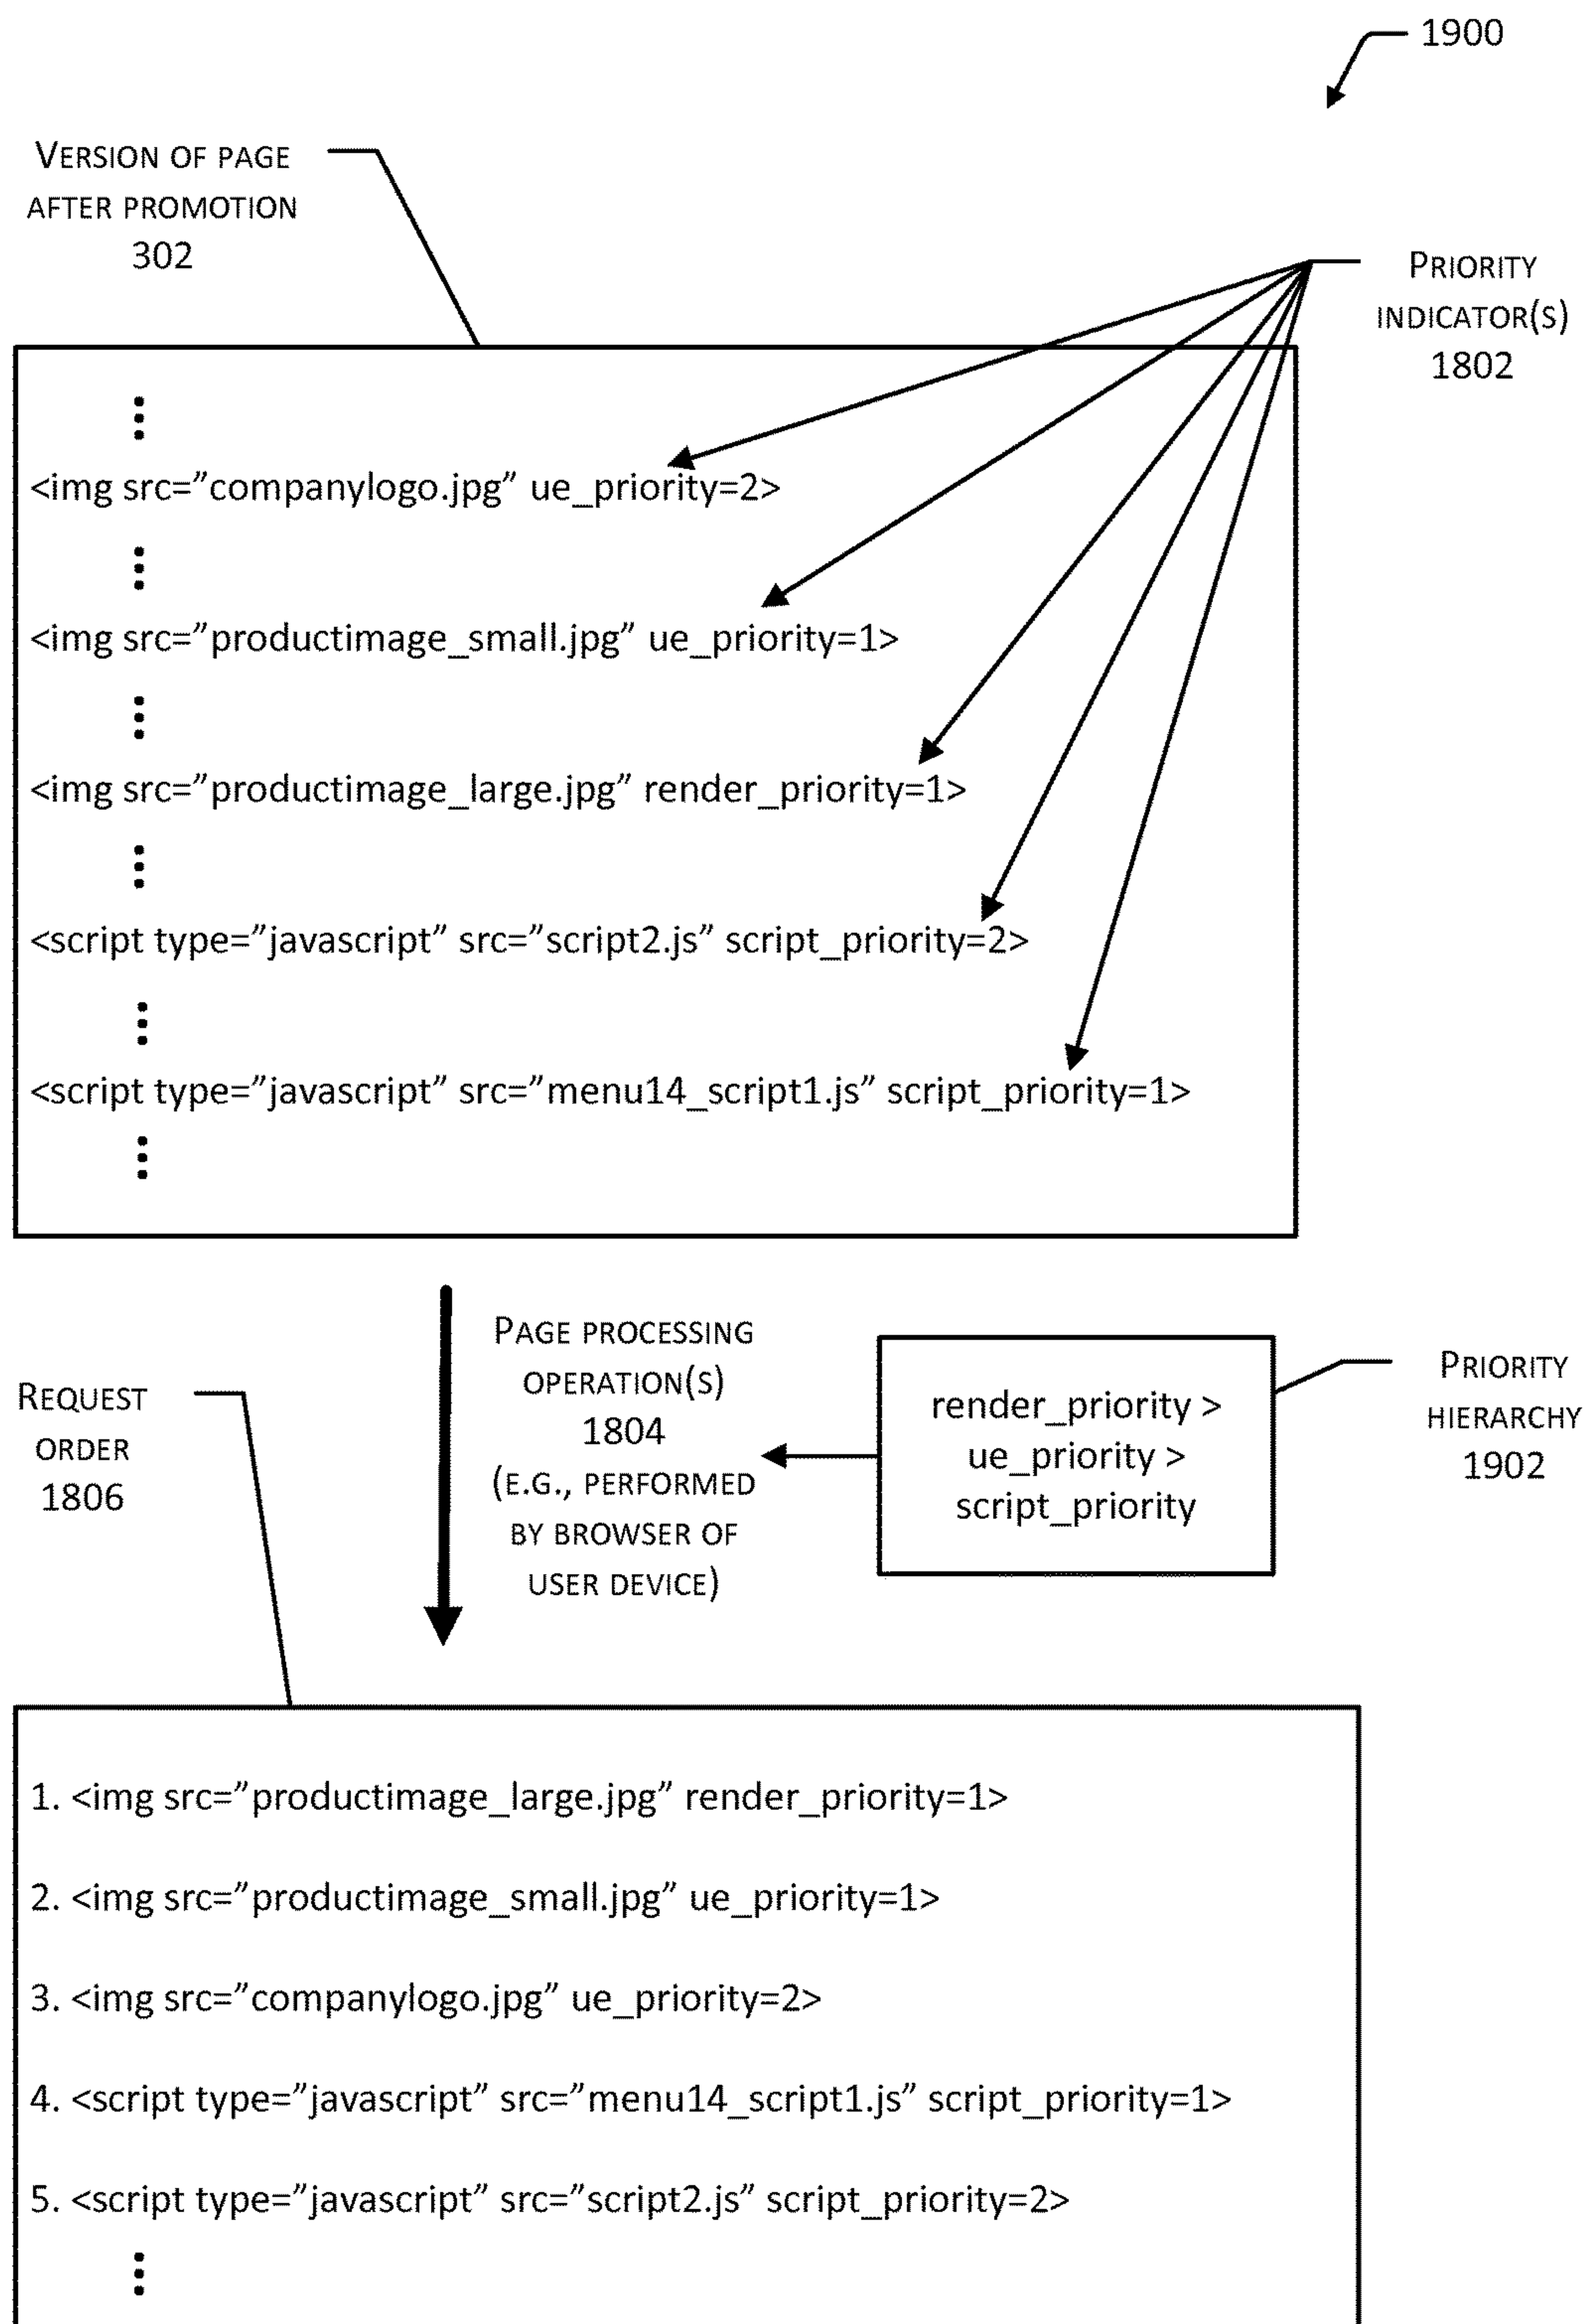 1900
VERSION OF PAGE
AFTER PROMOTION
302
PRIORITY
INDICATOR(S)
1802
<img src=”companylogo.jpg” ue_priority=2>
<img src=”productimage_small.jpg” ue_priority=1>
<img src=”productimage_large.jpg” render_priority=1>
<script type=”javascript” src=”script2.js” script_priority=2>
<script type=”javascript” src=”menu14_script1.js” script_priority=1>
PAGE PROCESSING
OPERATION(S)
1804
(E.G., PERFORMED
BY BROWSER OF
USER DEVICE)
render_priority >
ue_priority >
script_priority
PRIORITY
HIERARCHY
1902
REQUEST
ORDER
1806
1. <img src=”productimage_large.jpg” render_priority=1>
2. <img src=”productimage_small.jpg” ue_priority=1>
3. <img src=”companylogo.jpg” ue_priority=2>
4. <script type=”javascript” src=”menu14_script1.js” script_priority=1>
5. <script type=”javascript” src=”script2.js” script_priority=2>